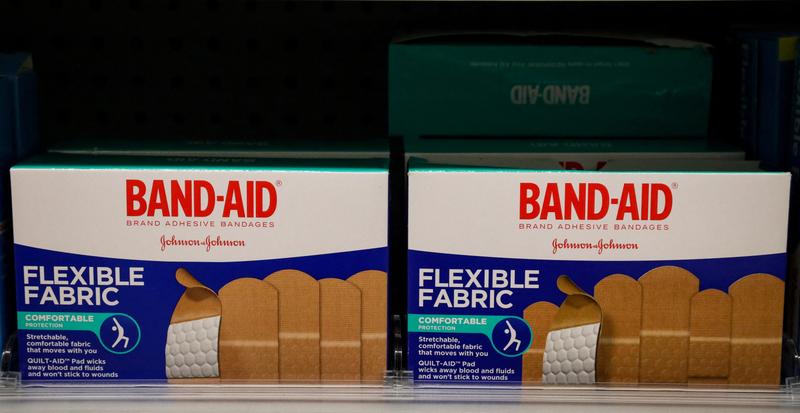 BAND-AID
BAND-AID®
BRAND ADHESIVE BANDAGES
Johnson & Johnson
FLEXIBLE
FABRIC
COMFORTABLE
PROTECTION
Stretchable,
comfortable fabric
that moves with you
QUILT-AID™ Pad wicks
away blood and fluids
and won't stick to wounds
BAND-AID®
BRAND ADHESIVE BANDAGES
Johnson & Johnson
FLEXIBLE
FABRIC
COMFORTABLE
PROTECTION
Stretchable,
comfortable fabric
that moves with you
QUILT-AID™ Pad
wicks away blood and fluids
and won't stick to wounds